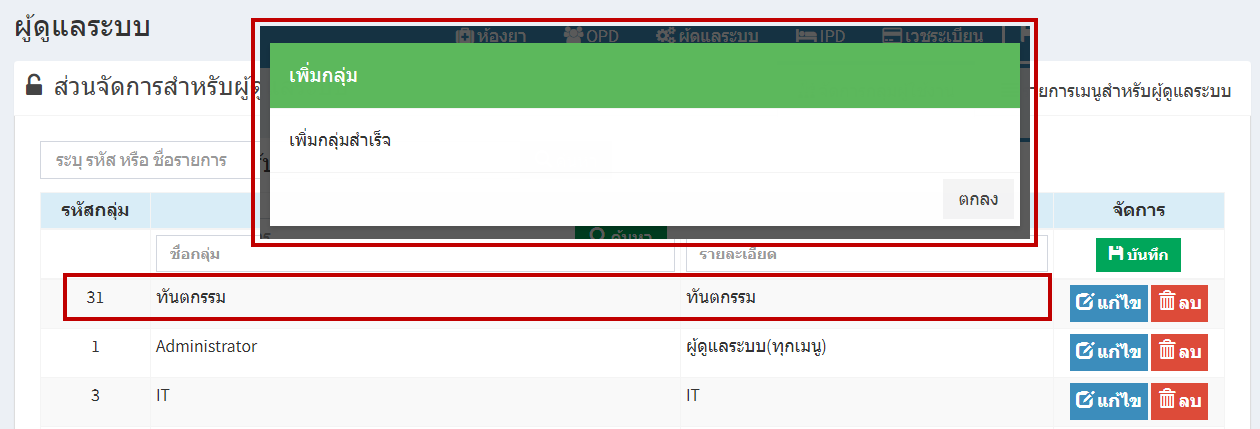 ผู้ดูแลระบบ
ห้องยา OPD ผู้ดูแลระบบ IPD เวชระเบียน
เพิ่มกลุ่ม
ส่วนจัดการสำหรับผู้ดู
ายการเมนูสำหรับผู้ดูแลระบบ
เพิ่มกลุ่มสำเร็จ
ระบุ รหัส หรือ ชื่อรายการ
ตกลง
รหัสกลุ่ม จัดการ
ค้นหา
ชื่อกลุ่ม รายละเอียด บันทึก
31 ทันตกรรม ทันตกรรม แก้ไข ลบ
1 Administrator ผู้ดูแลระบบ(ทุกเมนู) แก้ไข ลบ
3 IT IT แก้ไข ลบ